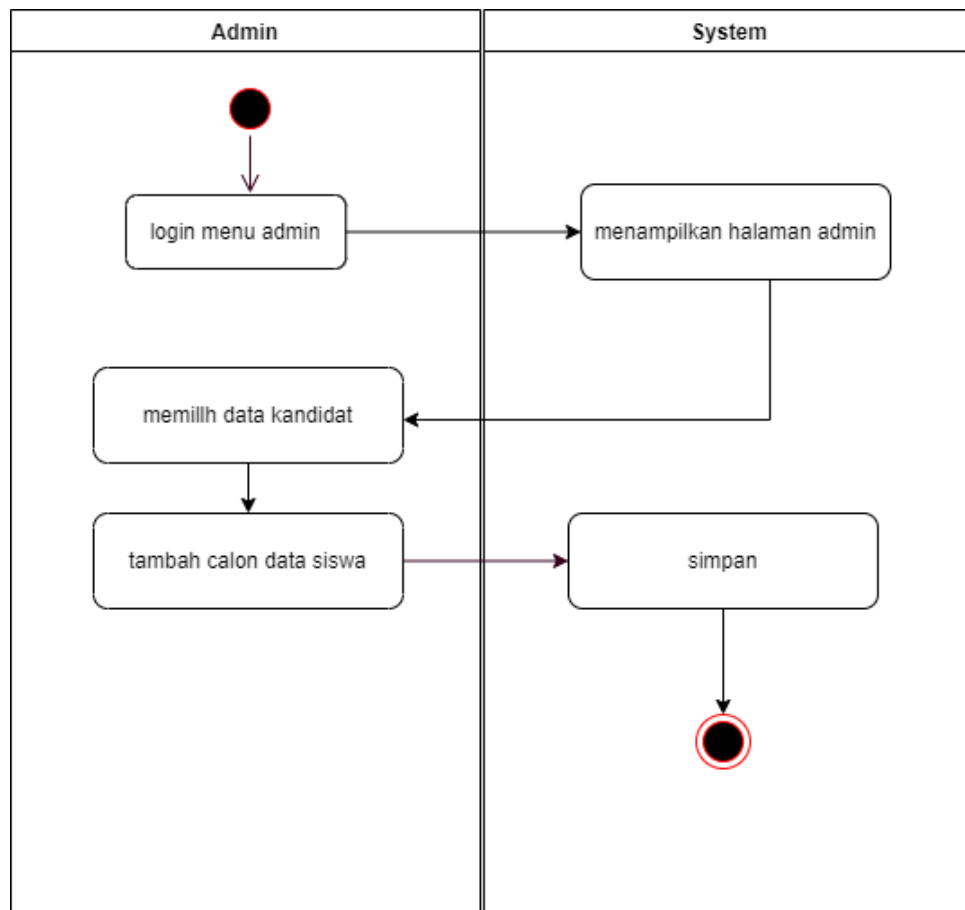 Admin
System
login menu admin
menampilkan halaman admin
memillh data kandidat
tambah calon data siswa
simpan